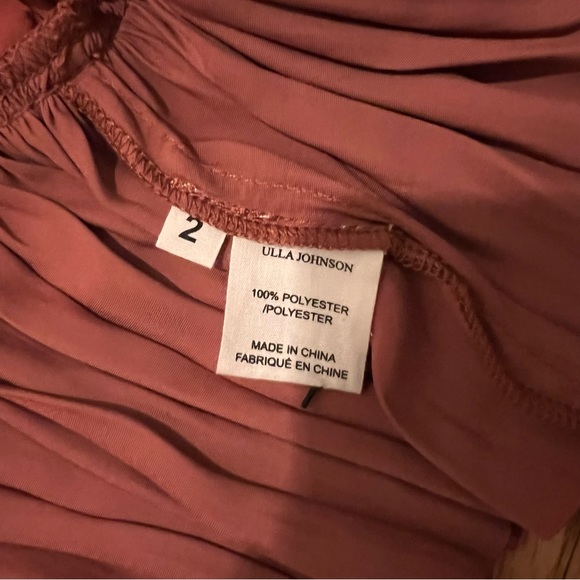 2
ULLA JOHNSON
100% POLYESTER
/POLYESTER
MADE IN CHINA
FABRIQUÉ EN CHINE